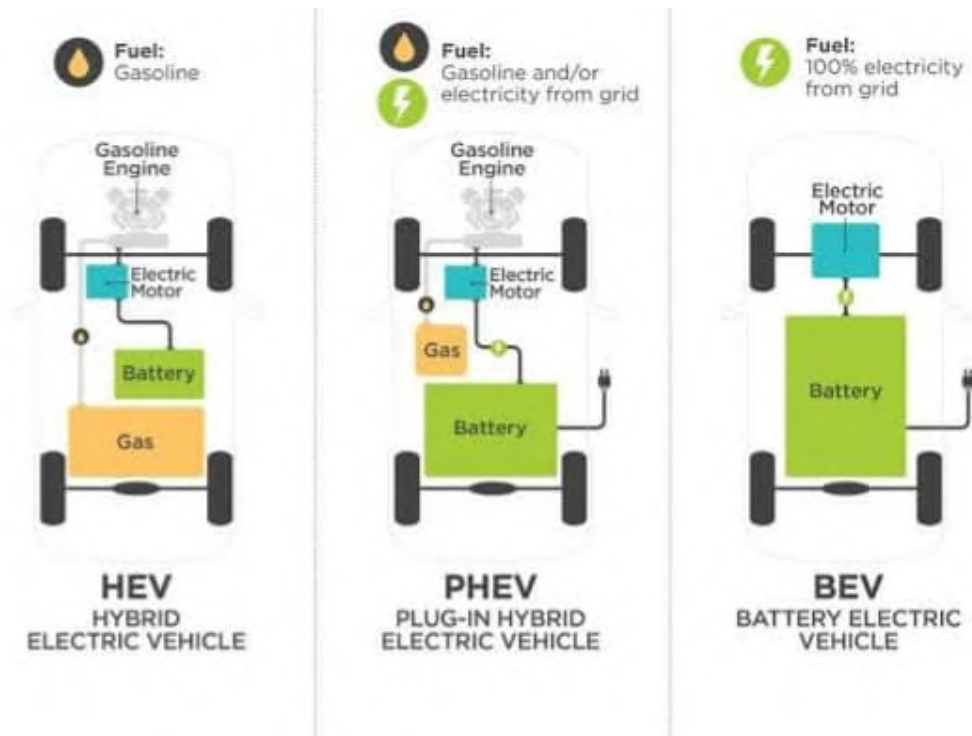 Fuel:
Gasoline
Gasoline
Engine
Electric
Motor
Battery
Gas
HEV
HYBRID
ELECTRIC VEHICLE
Fuel:
Gasoline and/or
electricity from grid
Gasoline
Engine
Electric
Motor
Gas
Battery
PHEV
PLUG-IN HYBRID
ELECTRIC VEHICLE
Fuel:
100% electricity
from grid
Electric
Motor
Battery
BEV
BATTERY ELECTRIC
VEHICLE